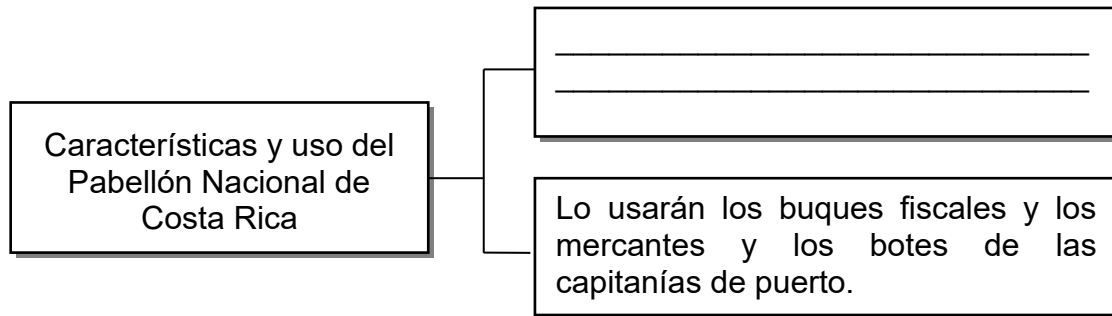 Características y uso del
Pabellón Nacional de
Costa Rica
Lo usarán los buques fiscales y los
mercantes y los botes de las
capitanías de puerto.